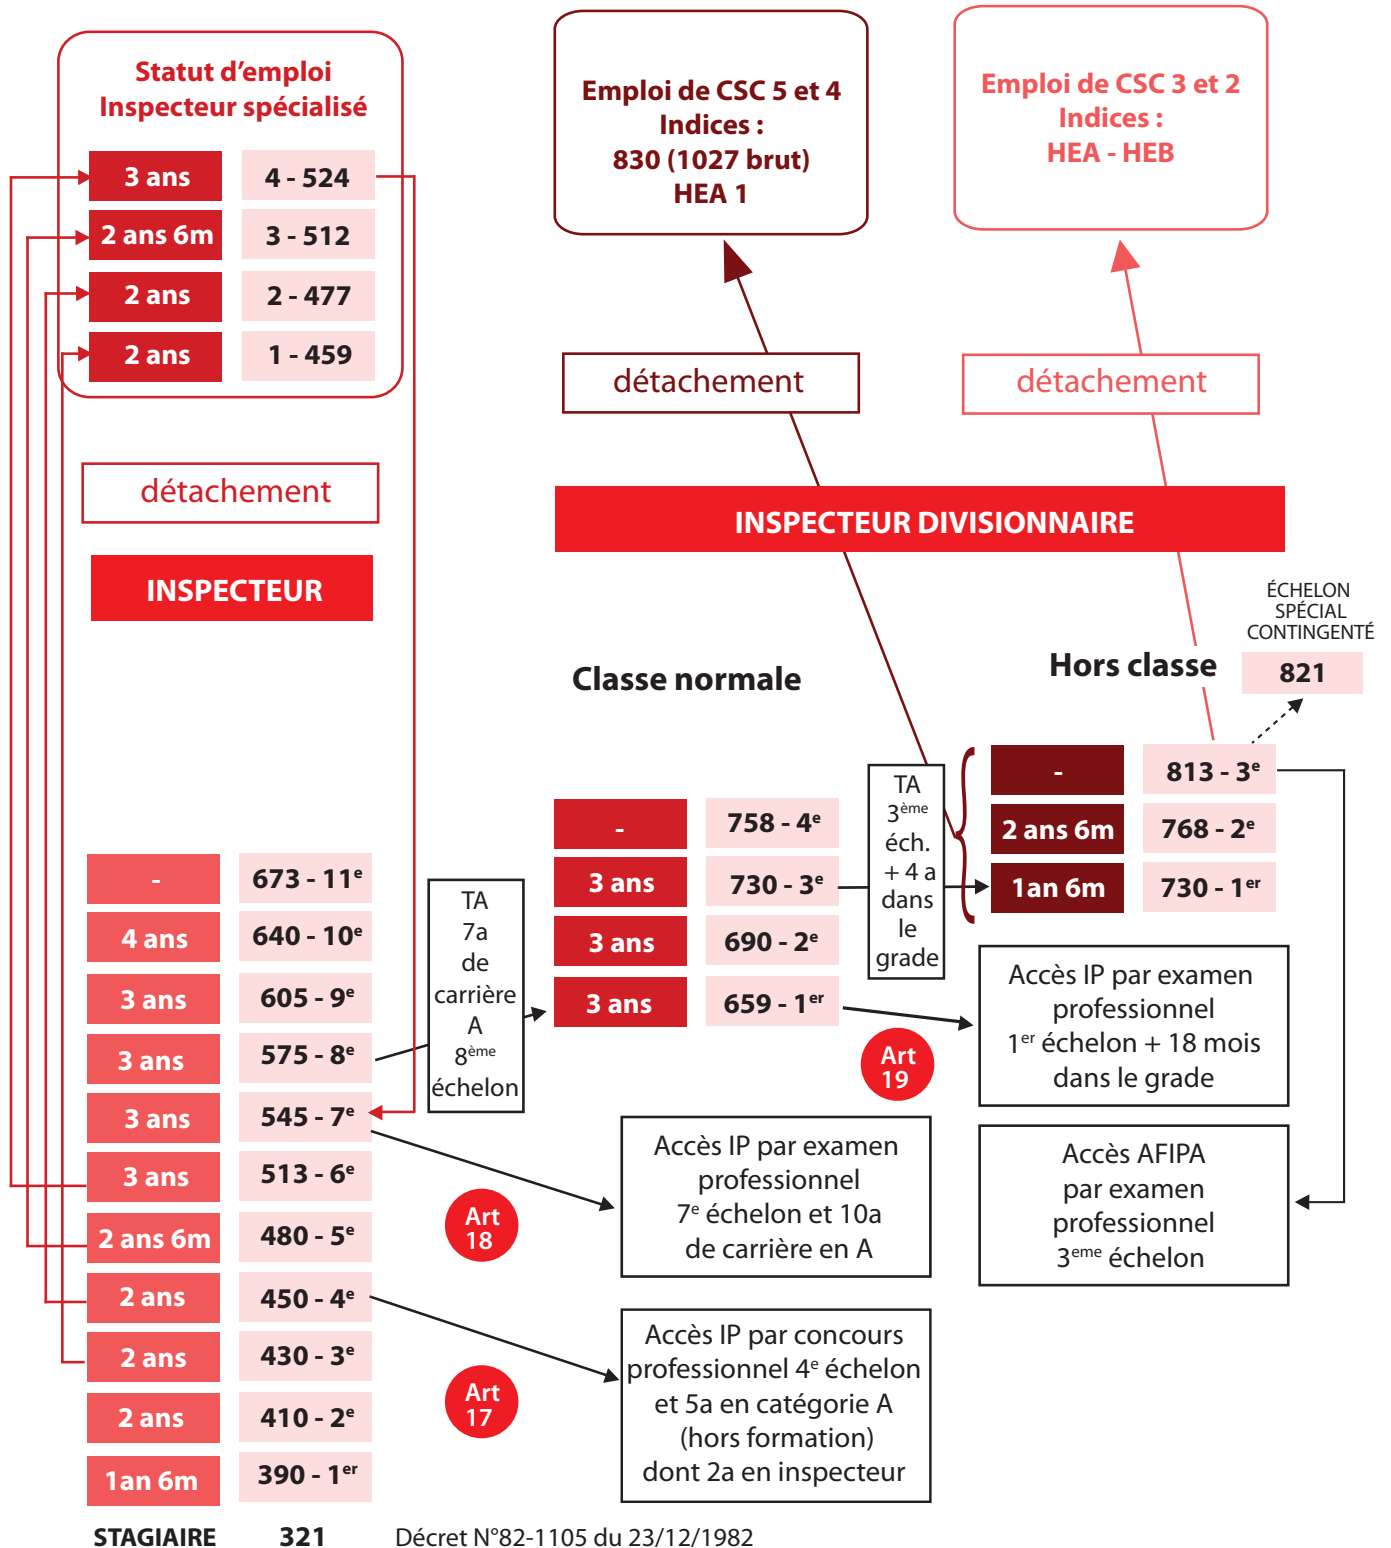 Statut d'emploi
Inspecteur spécialisé
3 ans 4 - 524
2 ans 6m 3 - 512
2 ans 2 - 477
2 ans 1 - 459
détachement
INSPECTEUR
Emploi de CSC 5 et 4
Indices :
830 (1027 brut)
HEA 1
Emploi de CSC 3 et 2
Indices :
HEA - HEB
détachement
détachement
INSPECTEUR DIVISIONNAIRE
ÉCHELON
SPÉCIAL
CONTINGENTÉ
821
Classe normale
Hors classe
- 673 - 11e
4 ans 640 - 10e
3 ans 605 - 9e
3 ans 575 - 8e
3 ans 545 - 7e
3 ans 513 - 6e
2 ans 6m 480 - 5e
2 ans 450 - 4e
2 ans 430 - 3e
2 ans 410 - 2e
1an 6m 390 - 1er
STAGIAIRE 321
TA
7a
de
carrière
A
8ème
échelon
- 758 - 4e
3 ans 730 - 3e
3 ans 690 - 2e
3 ans 659 - 1er
TA
3ème
éch.
+ 4 a
dans
le
grade
- 813 - 3e
2 ans 6m 768 - 2e
1an 6m 730 - 1er
Art
19
Accès IP par examen
professionnel
1er échelon + 18 mois
dans le grade
Art
18
Accès IP par examen
professionnel
7e échelon et 10a
de carrière en A
Accès AFIPA
par examen
professionnel
3eme échelon
Art
17
Accès IP par concours
professionnel 4e échelon
et 5a en catégorie A
(hors formation)
dont 2a en inspecteur
Décret N°82-1105 du 23/12/1982